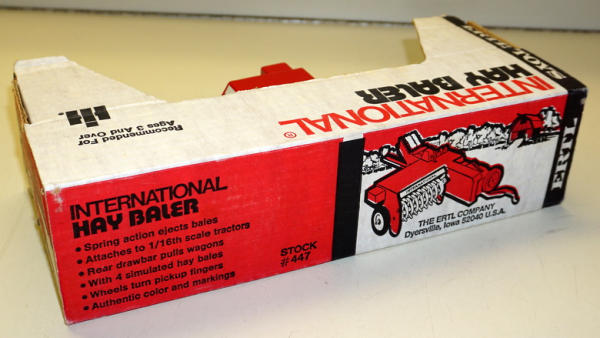 INTERNATIONAL
HAY BALER
Recommended For
Ages 3 And Over
INTERNATIONAL
HAY BALER
• Spring action ejects bales
• Attaches to 1/16th scale tractors
• Rear drawbar pulls wagons
• With 4 simulated hay bales
• Wheels turn pickup fingers
• Authentic color and markings
STOCK
#447
THE ERTL COMPANY
Dyersville, Iowa 52040 U.S.A.
ERTL